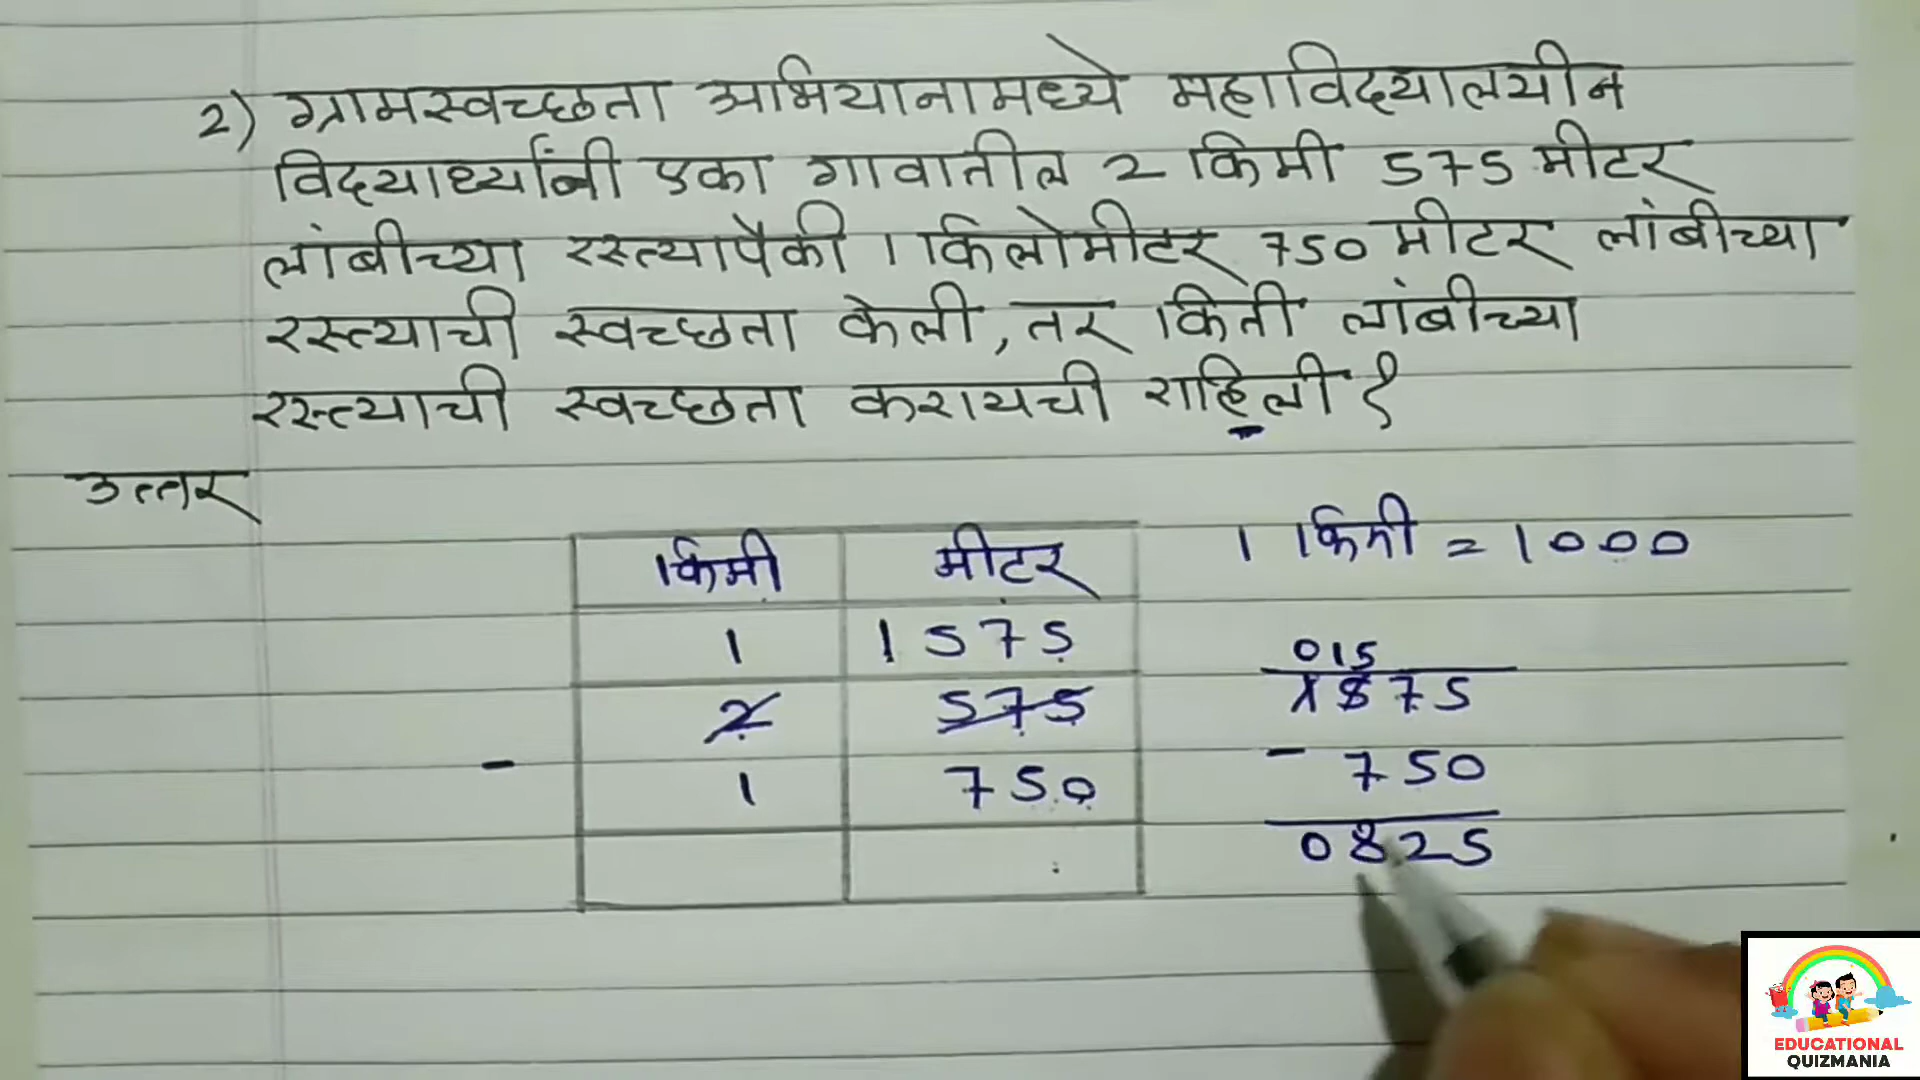 2) ग्रामस्वच्छता अभियानामध्ये महाविद्यालयीन
विद्यार्थ्यांनी एका गावातील 2 किमी 575 मीटर
लांबीच्या रस्त्यापैकी 1 किलोमीटर 750 मीटर लांबीच्या
रस्त्याची स्वच्छता केली, तर किती लांबीच्या
रस्त्याची स्वच्छता करायची राहिली ?
उत्तर
किमी मीटर
1 1575
2 575
- 1 750
1 किमी = 1000
0 15
1575
- 750
0825
EDUCATIONAL
QUIZMANIA